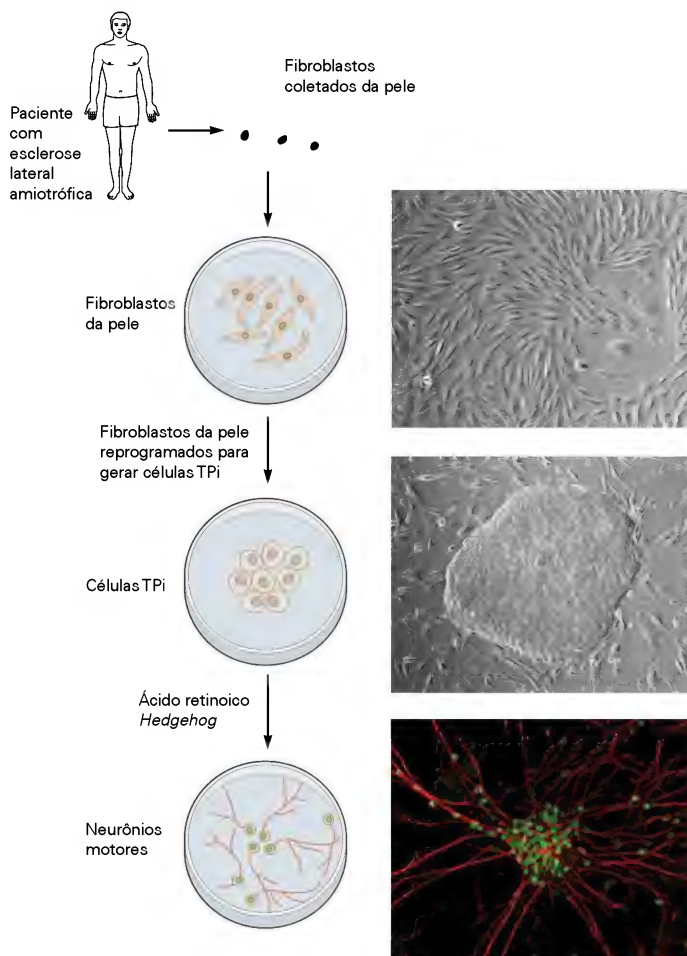 Fibroblastos
coletados da pele
Paciente
com
esclerose
lateral
amiotrófica
Fibroblastos
da pele
Fibroblastos da pele
reprogramados para
gerar células TPi
Células TPi
Ácido retinoico
Hedgehog
Neurônios
motores